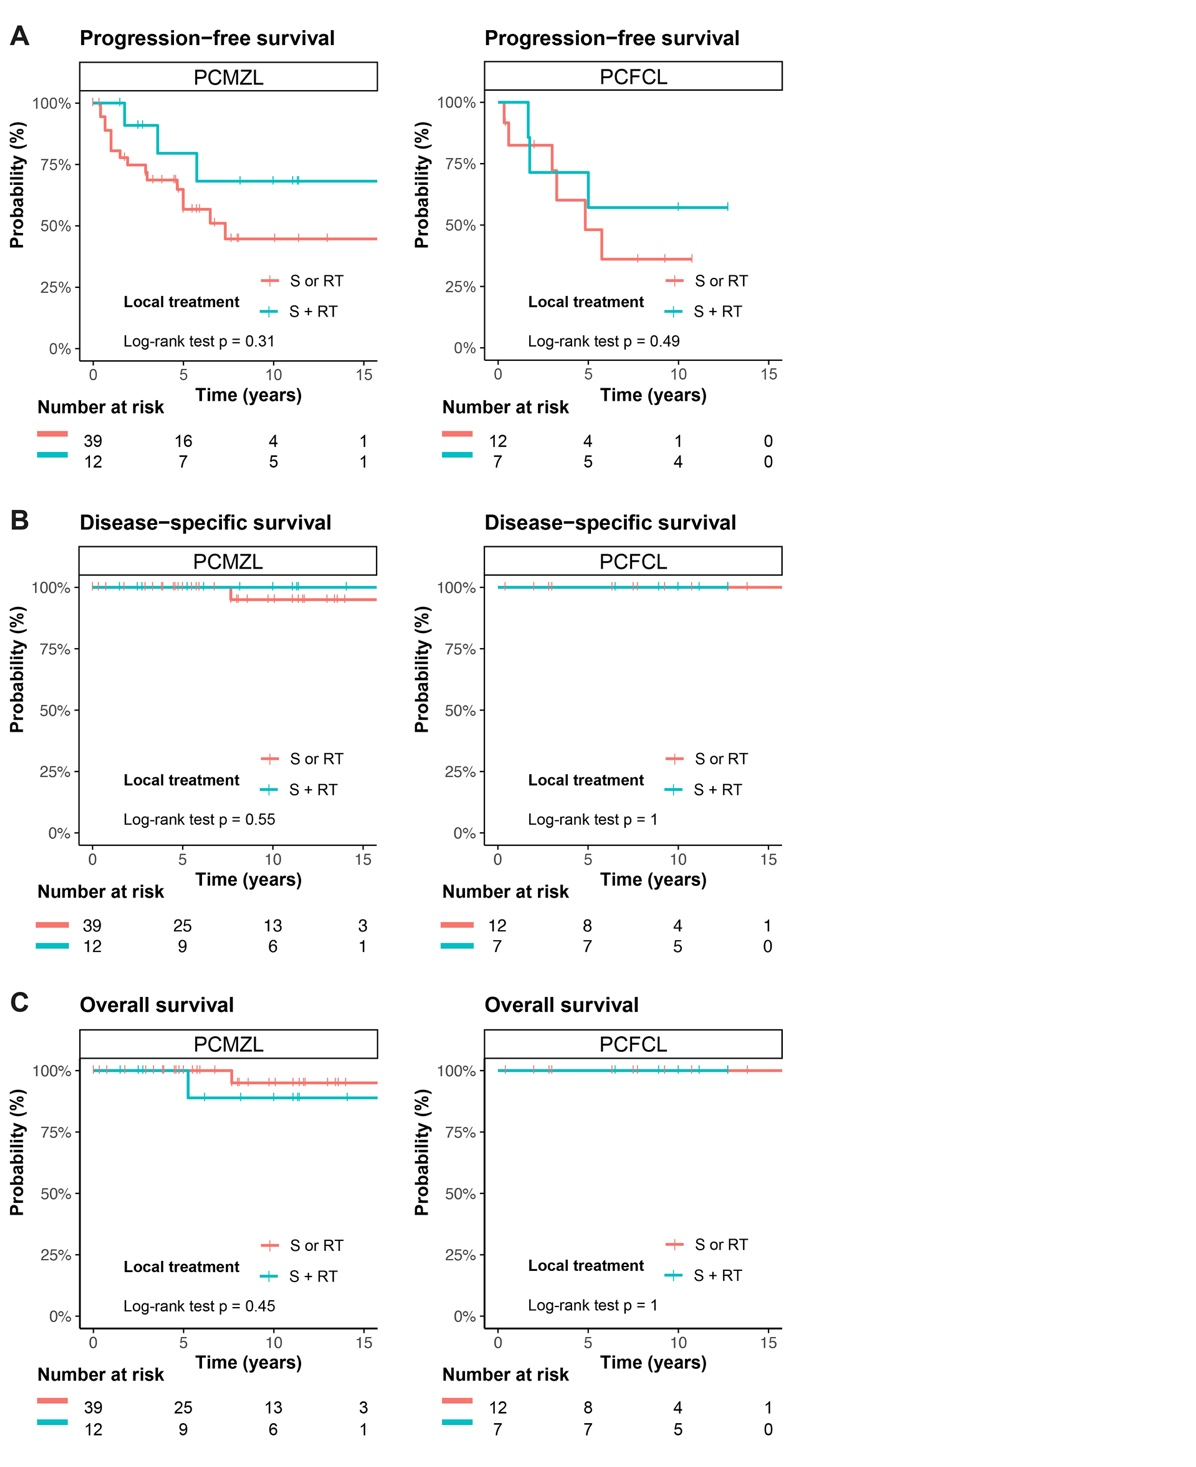 A
Progression−free survival
PCMZL
100%
75%
50%
25%
0%
Probability (%)
S or RT
Local treatment
S + RT
Log-rank test p = 0.31
0 5 10 15
Time (years)
Number at risk
39 16 4 1
12 7 5 1
Progression−free survival
PCFCL
100%
75%
50%
25%
0%
Probability (%)
S or RT
Local treatment
S + RT
Log-rank test p = 0.49
0 5 10 15
Time (years)
Number at risk
12 4 1 0
7 5 4 0
B
Disease−specific survival
PCMZL
100%
75%
50%
25%
0%
Probability (%)
S or RT
Local treatment
S + RT
Log-rank test p = 0.55
0 5 10 15
Time (years)
Number at risk
39 25 13 3
12 9 6 1
Disease−specific survival
PCFCL
100%
75%
50%
25%
0%
Probability (%)
S or RT
Local treatment
S + RT
Log-rank test p = 1
0 5 10 15
Time (years)
Number at risk
12 8 4 1
7 7 5 0
C
Overall survival
PCMZL
100%
75%
50%
25%
0%
Probability (%)
S or RT
Local treatment
S + RT
Log-rank test p = 0.45
0 5 10 15
Time (years)
Number at risk
39 25 13 3
12 9 6 1
Overall survival
PCFCL
100%
75%
50%
25%
0%
Probability (%)
S or RT
Local treatment
S + RT
Log-rank test p = 1
0 5 10 15
Time (years)
Number at risk
12 8 4 1
7 7 5 0